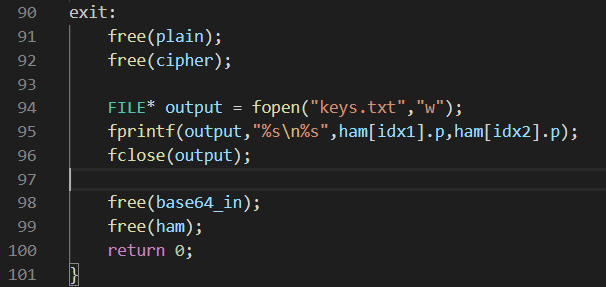 90 exit:
91     free(plain);
92     free(cipher);
93
94     FILE* output = fopen("keys.txt","w");
95     fprintf(output,"%s\n%s",ham[idx1].p,ham[idx2].p);
96     fclose(output);
97
98     free(base64_in);
99     free(ham);
100     return 0;
101 }